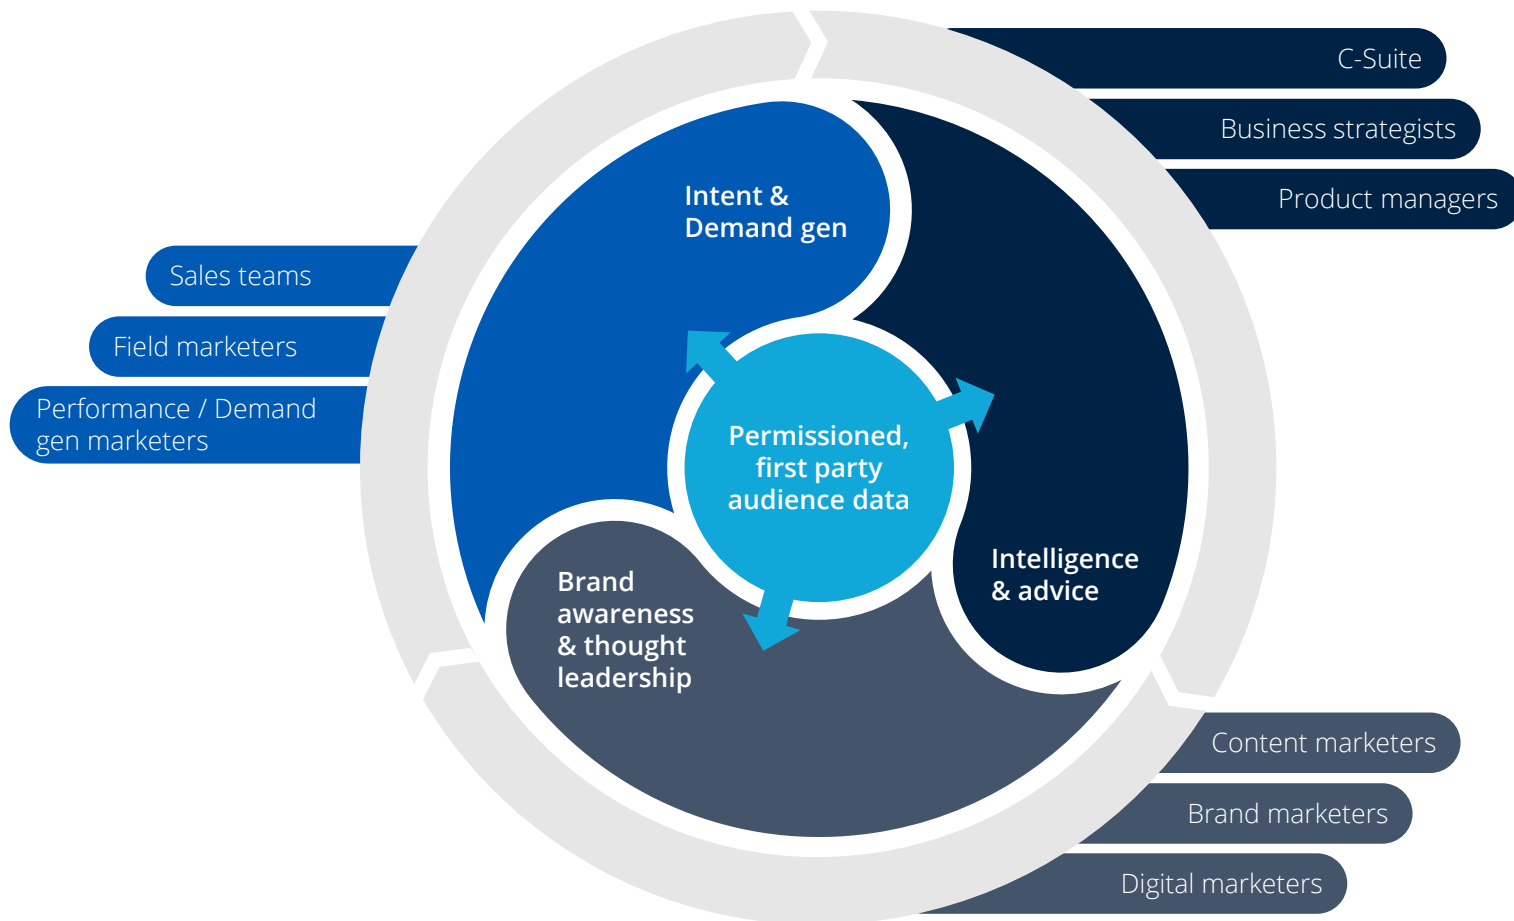 C-Suite
Business strategists
Product managers
Intent &
Demand gen
Sales teams
Field marketers
Performance / Demand
gen marketers
Permissioned,
first party
audience data
Intelligence
& advice
Brand
awareness
& thought
leadership
Content marketers
Brand marketers
Digital marketers